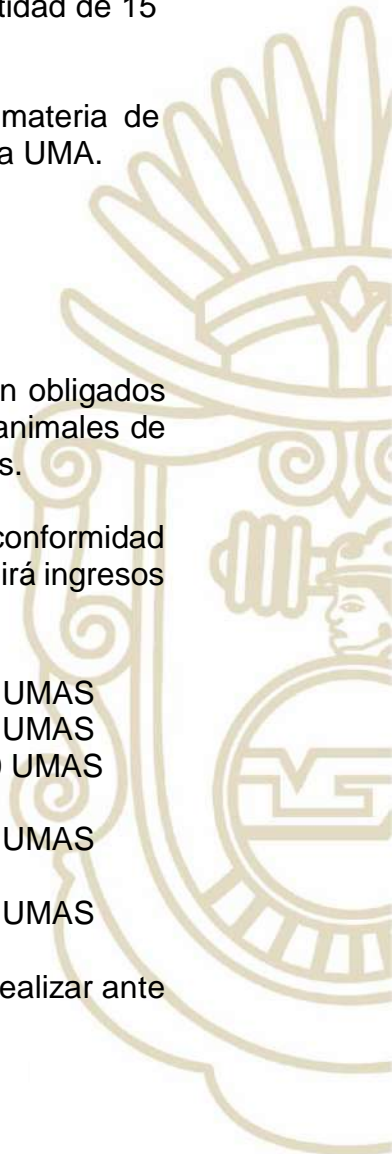 tidad de 15
materia de
a UMA.
n obligados
animales de
s.
conformidad
irá ingresos
UMAS
UMAS
UMAS
UMAS
UMAS
ealizar ante